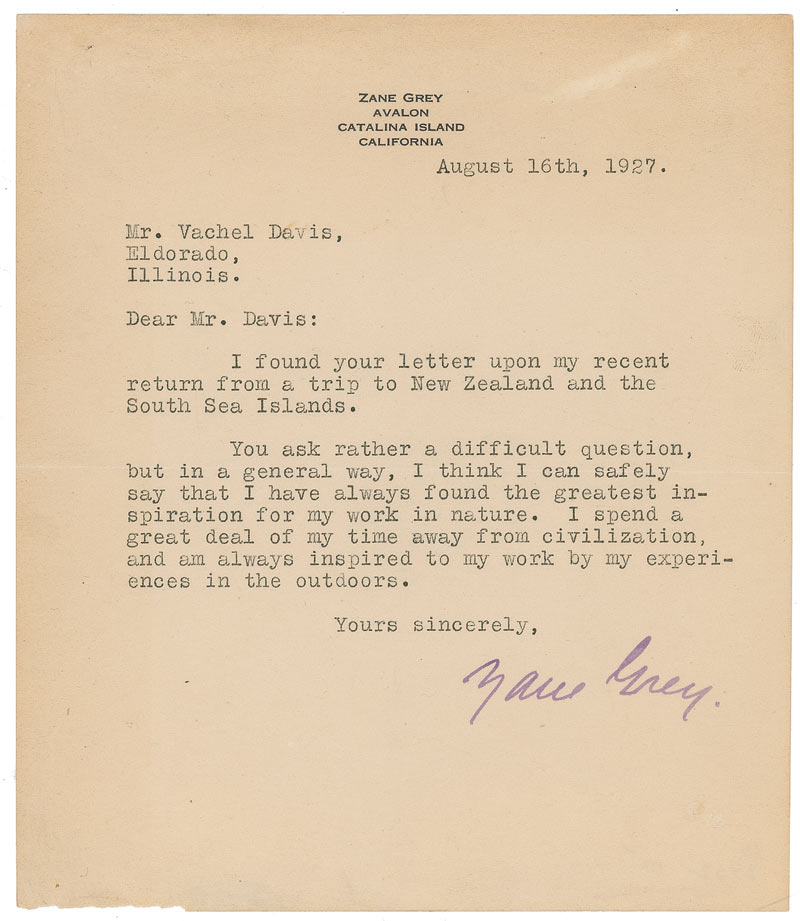 ZANE GREY
AVALON
CATALINA ISLAND
CALIFORNIA
August 16th, 1927.
Mr. Vachel Davis,
Eldorado,
Illinois.
Dear Mr. Davis:
I found your letter upon my recent
return from a trip to New Zealand and the
South Sea Islands.
You ask rather a difficult question,
but in a general way, I think I can safely
say that I have always found the greatest in-
spiration for my work in nature. I spend a
great deal of my time away from civilization,
and am always inspired to my work by my experi-
ences in the outdoors.
Yours sincerely,
Zane Grey.